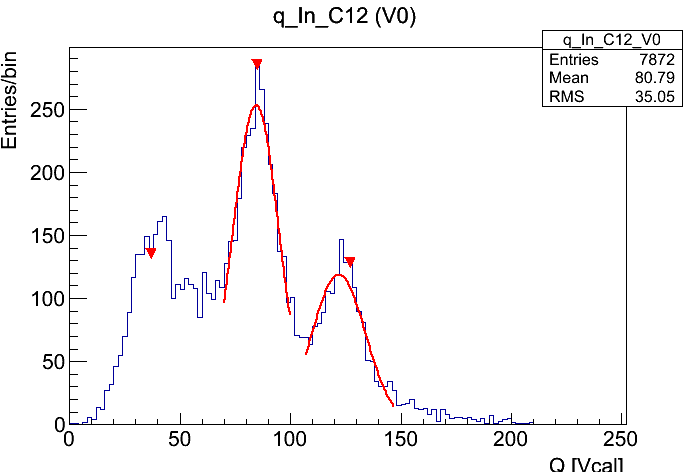 q_In_C12 (V0)
q_In_C12_V0
Entries 7872
Mean 80.79
RMS 35.05
Entries/bin
250
200
150
100
50
0
0 50 100 150 200 250
Q [Vcal]